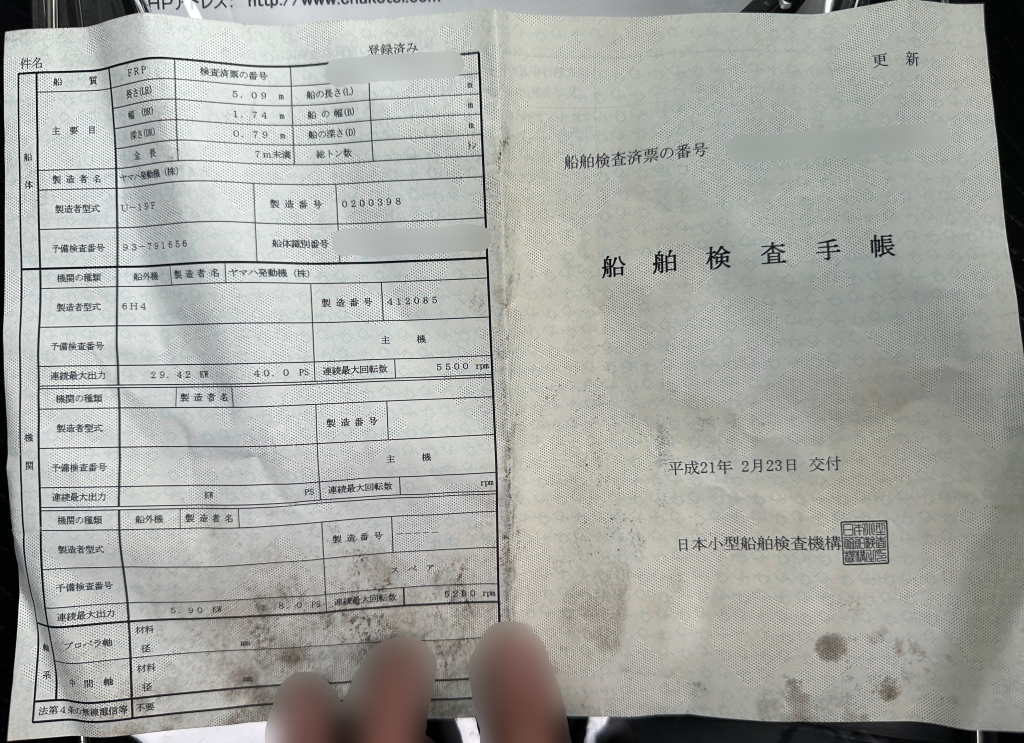 HPアドレス: http://www.chakotei.com
件名
登録済み
船体
船質 FRP 検査済票の番号
主要目
長さ(LR) 5.09 m 船の長さ(L) m
幅(BR) 1.74 m 船の幅(B) m
深さ(DR) 0.79 m 船の深さ(D) m
全長 7m未満 総トン数 トン
製造者名 ヤマハ発動機(株)
製造者型式 U-19F 製造番号 0200398
予備検査番号 93-791656 船体識別番号
機関
機関の種類 船外機 製造者名 ヤマハ発動機(株)
製造者型式 6H4 製造番号 412085
予備検査番号 主機
連続最大出力 29.42 KW 40.0 PS 連続最大回転数 5500 rpm
機関の種類 製造者名
製造者型式 製造番号
予備検査番号 主機
連続最大出力 KW PS 連続最大回転数 rpm
機関の種類 船外機 製造者名
製造者型式 製造番号 -----
予備検査番号 スペア
連続最大出力 5.90 KW 8.0 PS 連続最大回転数 5200 rpm
軸系
プロペラ軸 材料
径 mm
中間軸 材料
径 mm
法第4条の無線電信等 不要
更新
船舶検査済票の番号
船舶検査手帳
平成21年 2月23日 交付
日本小型船舶検査機構